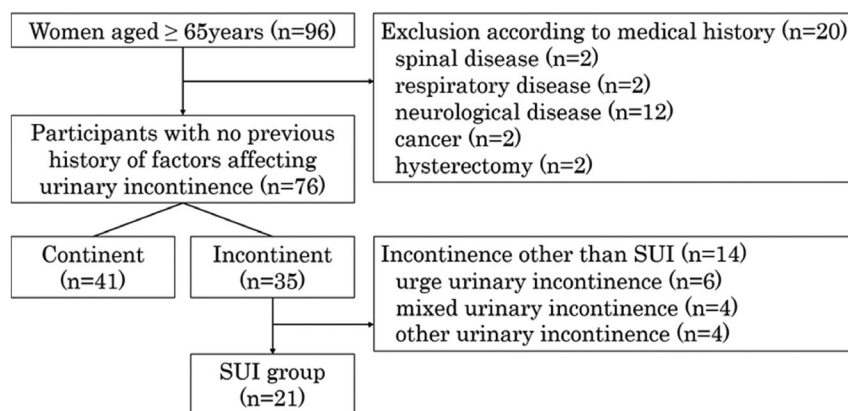 Women aged ≥ 65years (n=96)
Exclusion according to medical history (n=20)
spinal disease (n=2)
respiratory disease (n=2)
neurological disease (n=12)
cancer (n=2)
hysterectomy (n=2)
Participants with no previous
history of factors affecting
urinary incontinence (n=76)
Continent
(n=41)
Incontinent
(n=35)
Incontinence other than SUI (n=14)
urge urinary incontinence (n=6)
mixed urinary incontinence (n=4)
other urinary incontinence (n=4)
SUI group
(n=21)